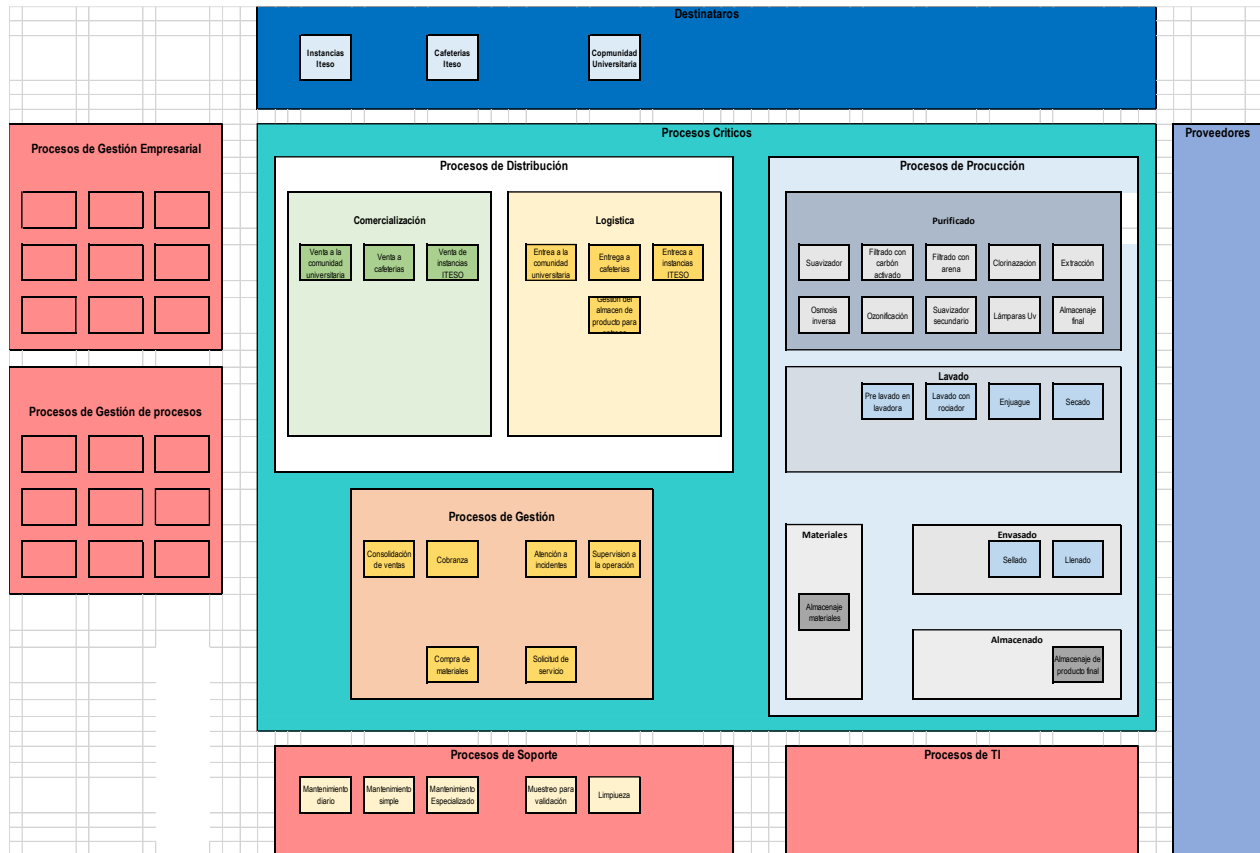 Destinataros
Instancias
Iteso
Cafeterias
Iteso
Copmunidad
Universitaria
Procesos de Gestión Empresarial
Procesos de Gestión de procesos
Procesos Criticos
Proveedores
Procesos de Distribución
Comercialización
Venta a la
comunidad
universitaria
Venta a
cafeterias
Venta de
instancias
ITESO
Logistica
Entrea a la
comunidad
universitaria
Entrega a
cafeterias
Entreca a
instancias
ITESO
Gestion del
almacen de
producto para
Procesos de Procucción
Purificado
Suavizador
Filtrado con
carbón
activado
Filtrado con
arena
Clorinazacion
Extracción
Osmosis
inversa
Ozonificación
Suavizador
secundario
Lámparas Uv
Almacenaje
final
Lavado
Pre lavado en
lavadora
Lavado con
rociador
Enjuague
Secado
Materiales
Almacenaje
materiales
Envasado
Sellado
Llenado
Almacenado
Almacenaje de
producto final
Procesos de Gestión
Consolidación
de ventas
Cobranza
Atención a
incidentes
Supervision a
la operación
Compra de
materiales
Solicitud de
servicio
Procesos de Soporte
Mantenimiento
diario
Mantenimiento
simple
Mantenimiento
Especializado
Muestreo para
validación
Limpiueza
Procesos de TI